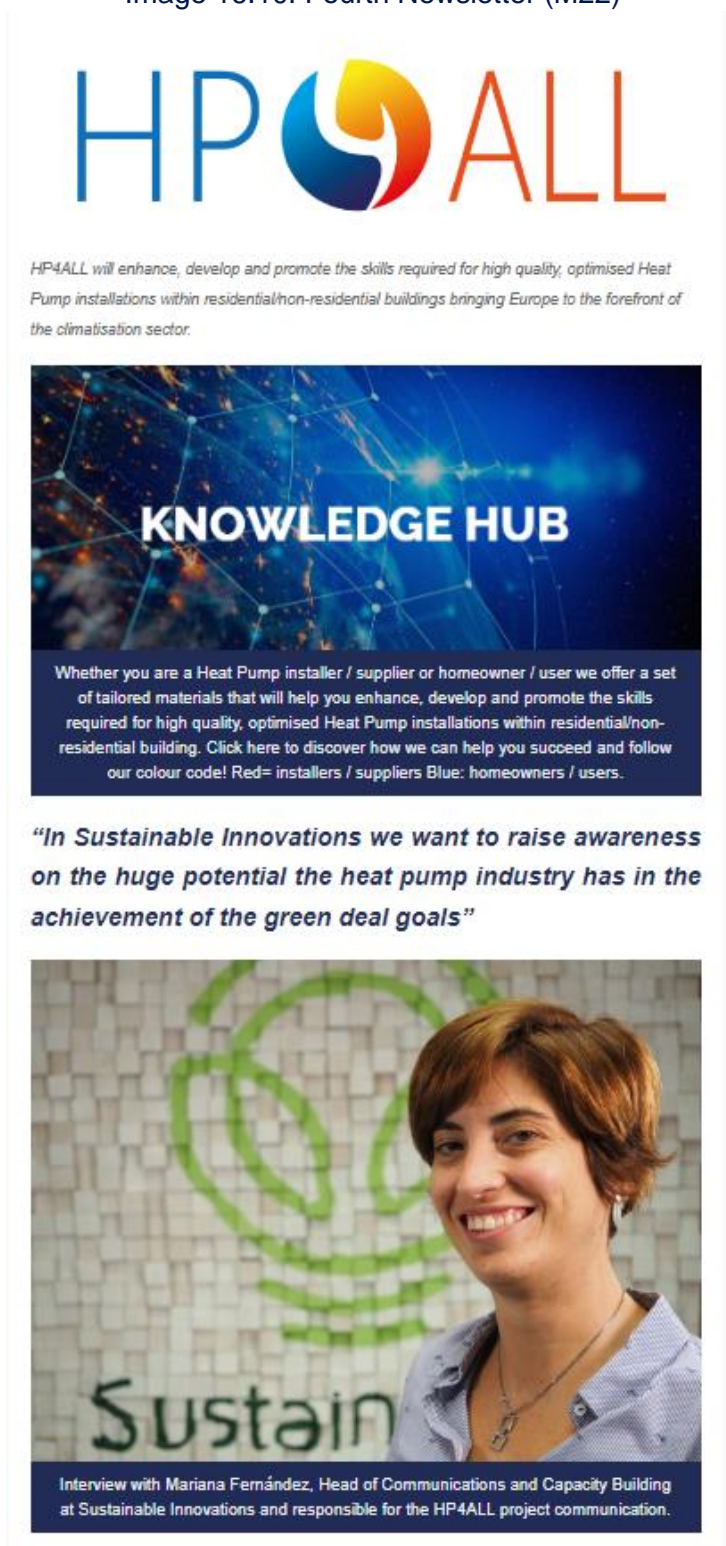 Image 16.10. Fourth Newsletter (M22)
HP4ALL
HP4ALL will enhance, develop and promote the skills required for high quality, optimised Heat
Pump installations within residential/non-residential buildings bringing Europe to the forefront of
the climatisation sector.
KNOWLEDGE HUB
Whether you are a Heat Pump installer / supplier or homeowner / user we offer a set
of tailored materials that will help you enhance, develop and promote the skills
required for high quality, optimised Heat Pump installations within residential/non-
residential building. Click here to discover how we can help you succeed and follow
our colour code! Red= installers / suppliers Blue: homeowners / users.
“In Sustainable Innovations we want to raise awareness
on the huge potential the heat pump industry has in the
achievement of the green deal goals”
Sustain
Interview with Mariana Fernández, Head of Communications and Capacity Building
at Sustainable Innovations and responsible for the HP4ALL project communication.